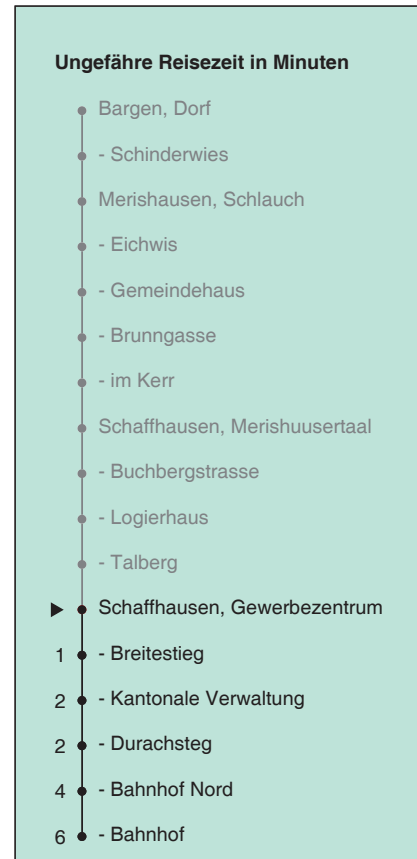 Ungefähre Reisezeit in Minuten
Bargen, Dorf
- Schinderwies
Merishausen, Schlauch
- Eichwis
- Gemeindehaus
- Brunngasse
- im Kerr
Schaffhausen, Merishuusertaal
- Buchbergstrasse
- Logierhaus
- Talberg
Schaffhausen, Gewerbezentrum
1 - Breitestieg
2 - Kantonale Verwaltung
2 - Durachsteg
4 - Bahnhof Nord
6 - Bahnhof